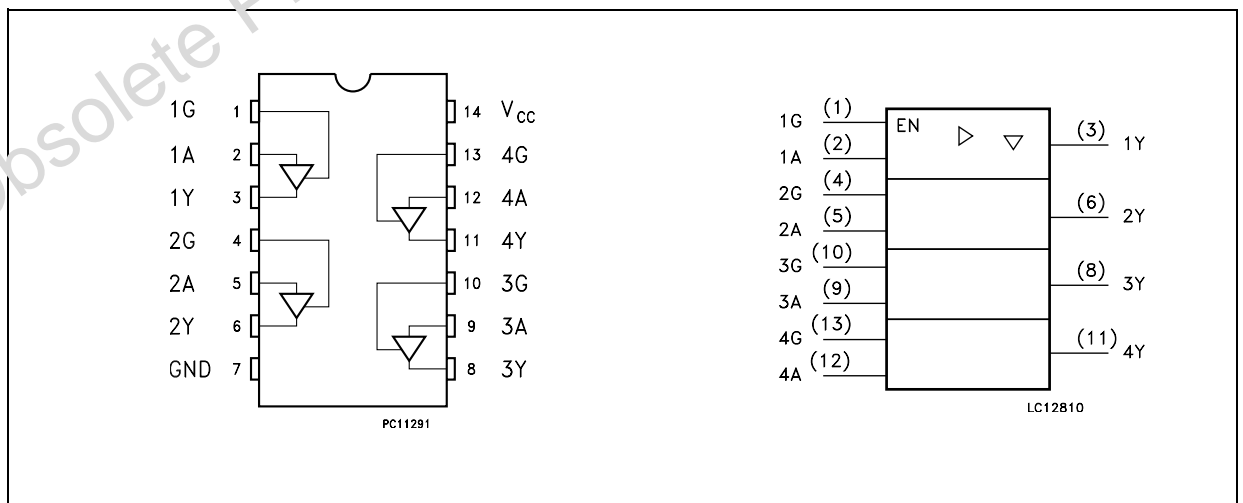 Obsolete P
1G 1
1A 2
1Y 3
2G 4
2A 5
2Y 6
GND 7
14 VCC
13 4G
12 4A
11 4Y
10 3G
9 3A
8 3Y
PC11291
1G (1)
1A (2)
2G (4)
2A (5)
3G (10)
3A (9)
4G (13)
4A (12)
EN
(3) 1Y
(6) 2Y
(8) 3Y
(11) 4Y
LC12810